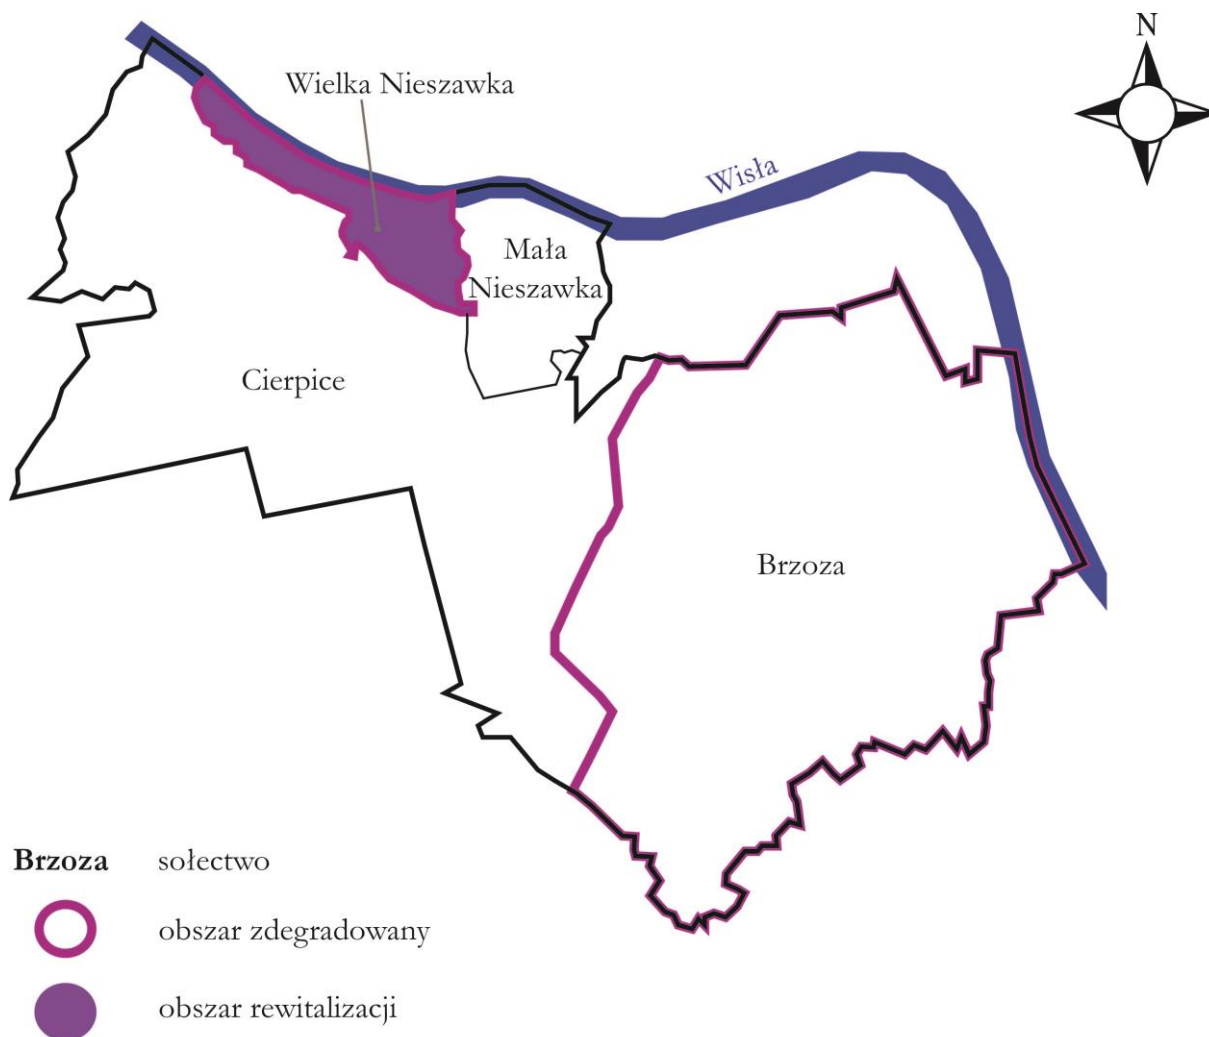 N
Wielka Nieszawka
Wisła
Mała
Nieszawka
Cierpice
Brzoza
Brzoza sołectwo
obszar zdegradowany
obszar rewitalizacji